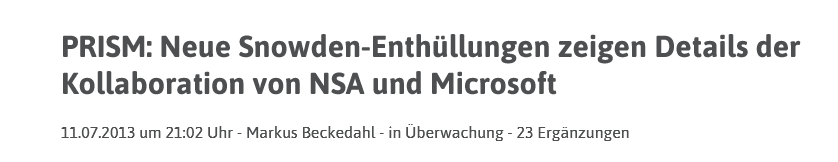 PRISM: Neue Snowden-Enthüllungen zeigen Details der
Kollaboration von NSA und Microsoft
11.07.2013 um 21:02 Uhr - Markus Beckedahl - in Überwachung - 23 Ergänzungen